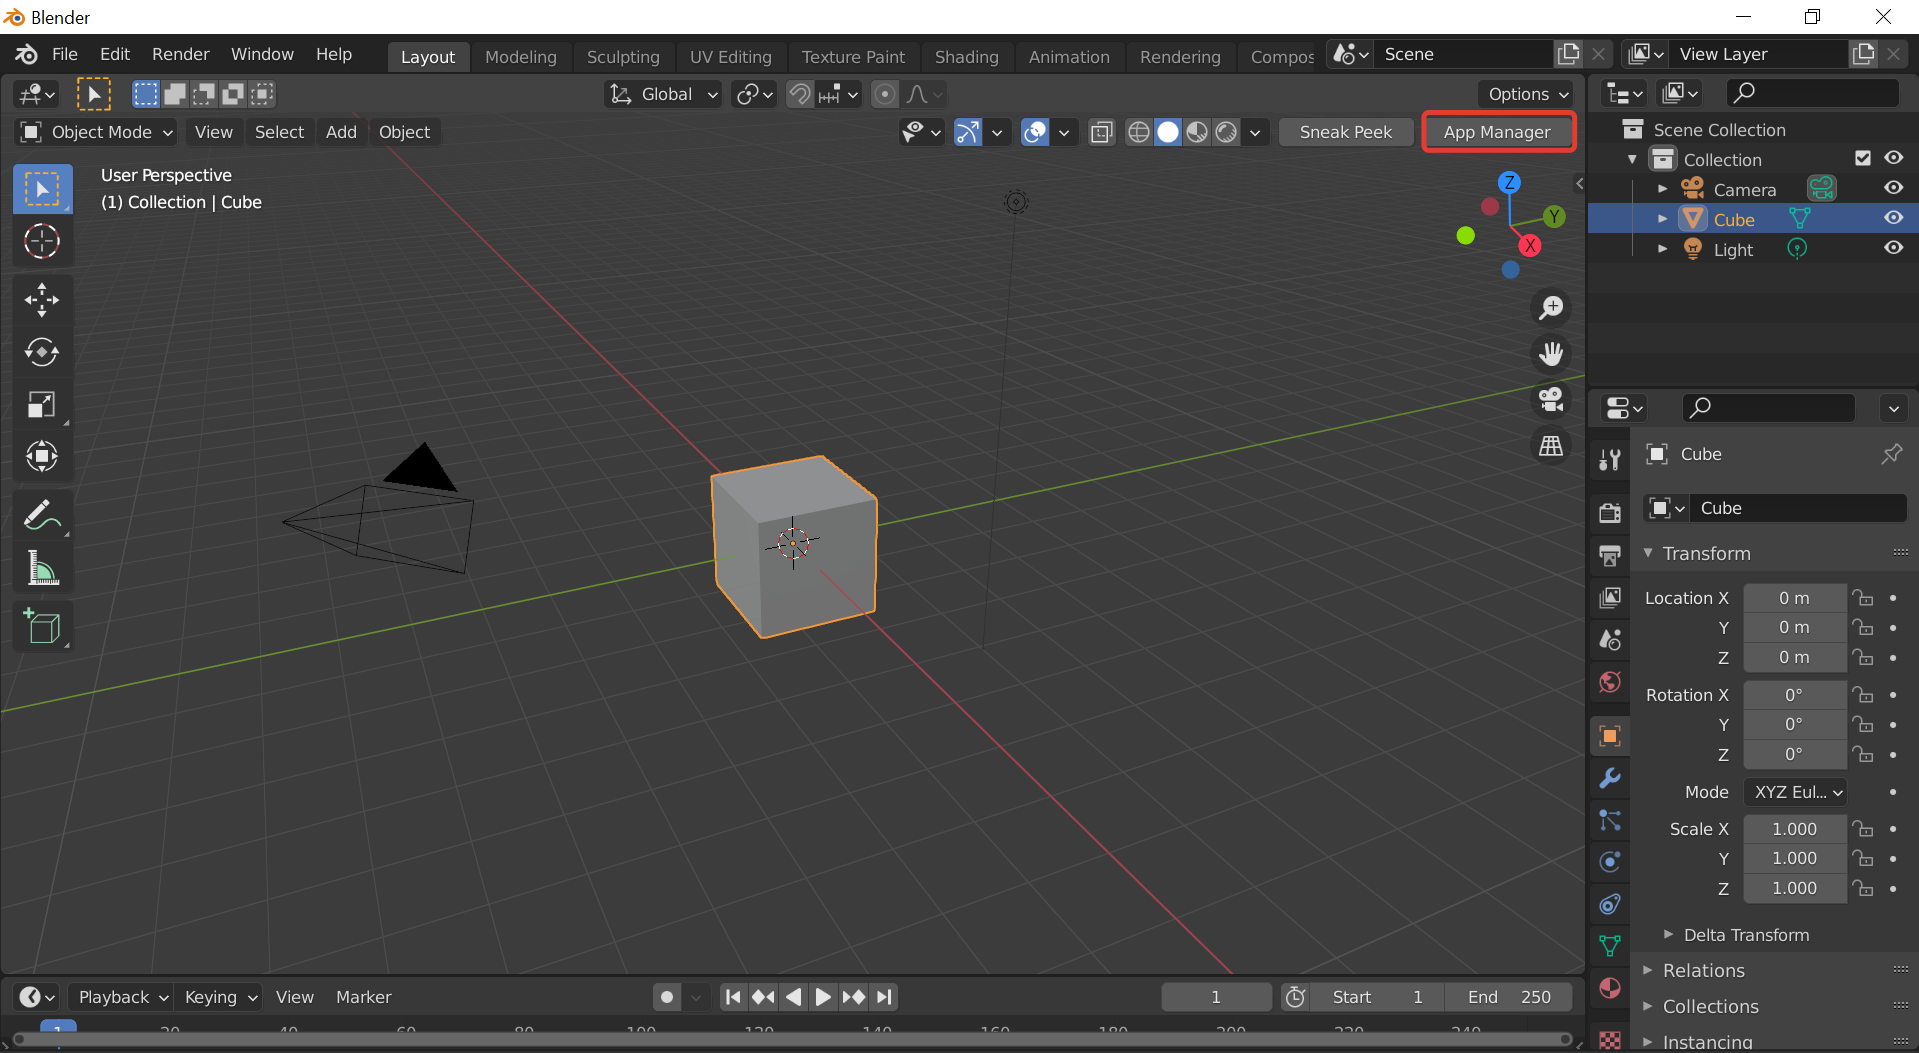 Blender
File Edit Render Window Help
Layout Modeling Sculpting UV Editing Texture Paint Shading Animation Rendering Compos
Scene
View Layer
Global
Options
Object Mode View Select Add Object
Sneak Peek
App Manager
User Perspective
(1) Collection | Cube
Z
Y
X
Scene Collection
Collection
Camera
Cube
Light
Cube
Cube
Transform
Location X 0 m
Y 0 m
Z 0 m
Rotation X 0°
Y 0°
Z 0°
Mode XYZ Eul...
Scale X 1.000
Y 1.000
Z 1.000
Delta Transform
Relations
Collections
Instancing
Playback Keying View Marker
1
Start 1
End 250
1 20 40 60 80 100 120 140 160 180 200 220 240